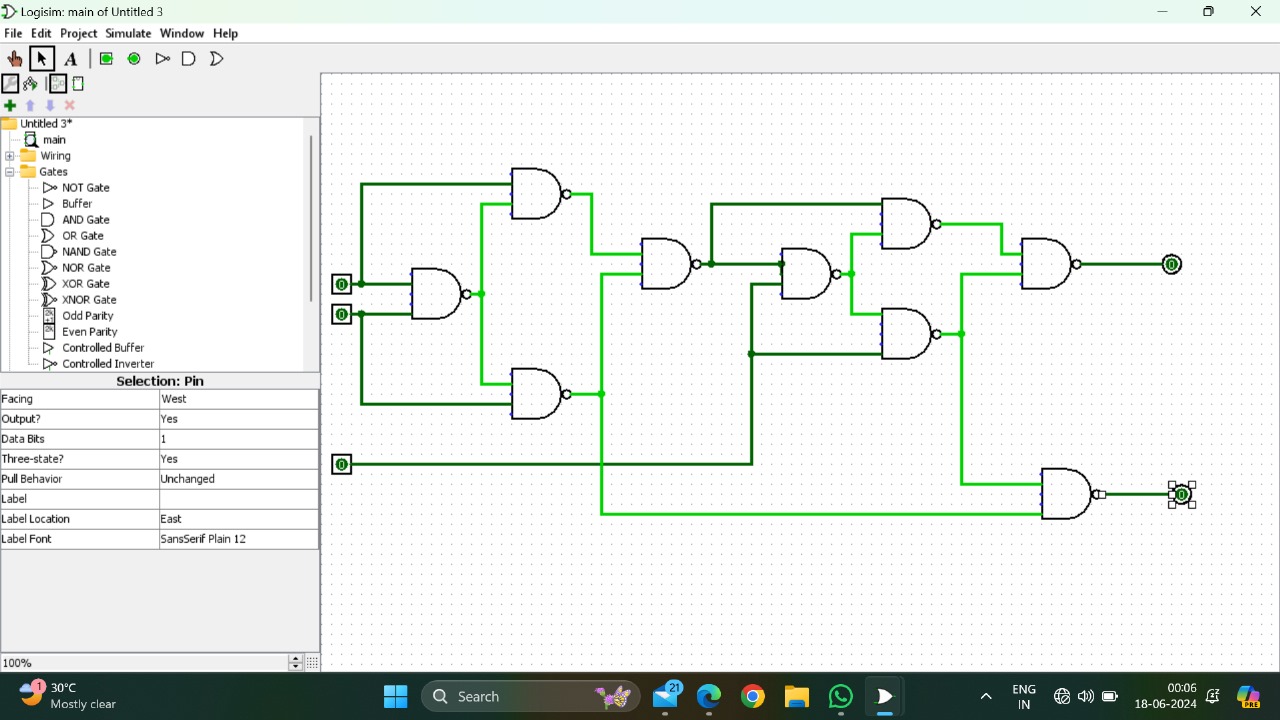 Logisim: main of Untitled 3
File Edit Project Simulate Window Help
A
Untitled 3*
main
Wiring
Gates
NOT Gate
Buffer
AND Gate
OR Gate
NAND Gate
NOR Gate
XOR Gate
XNOR Gate
Odd Parity
Even Parity
Controlled Buffer
Controlled Inverter
Selection: Pin
Facing West
Output? Yes
Data Bits 1
Three-state? Yes
Pull Behavior Unchanged
Label
Label Location East
Label Font SansSerif Plain 12
100%
0
0
0
0
0
1
30°C
Mostly clear
Search
21
ENG
IN
00:06
18-06-2024
PRE